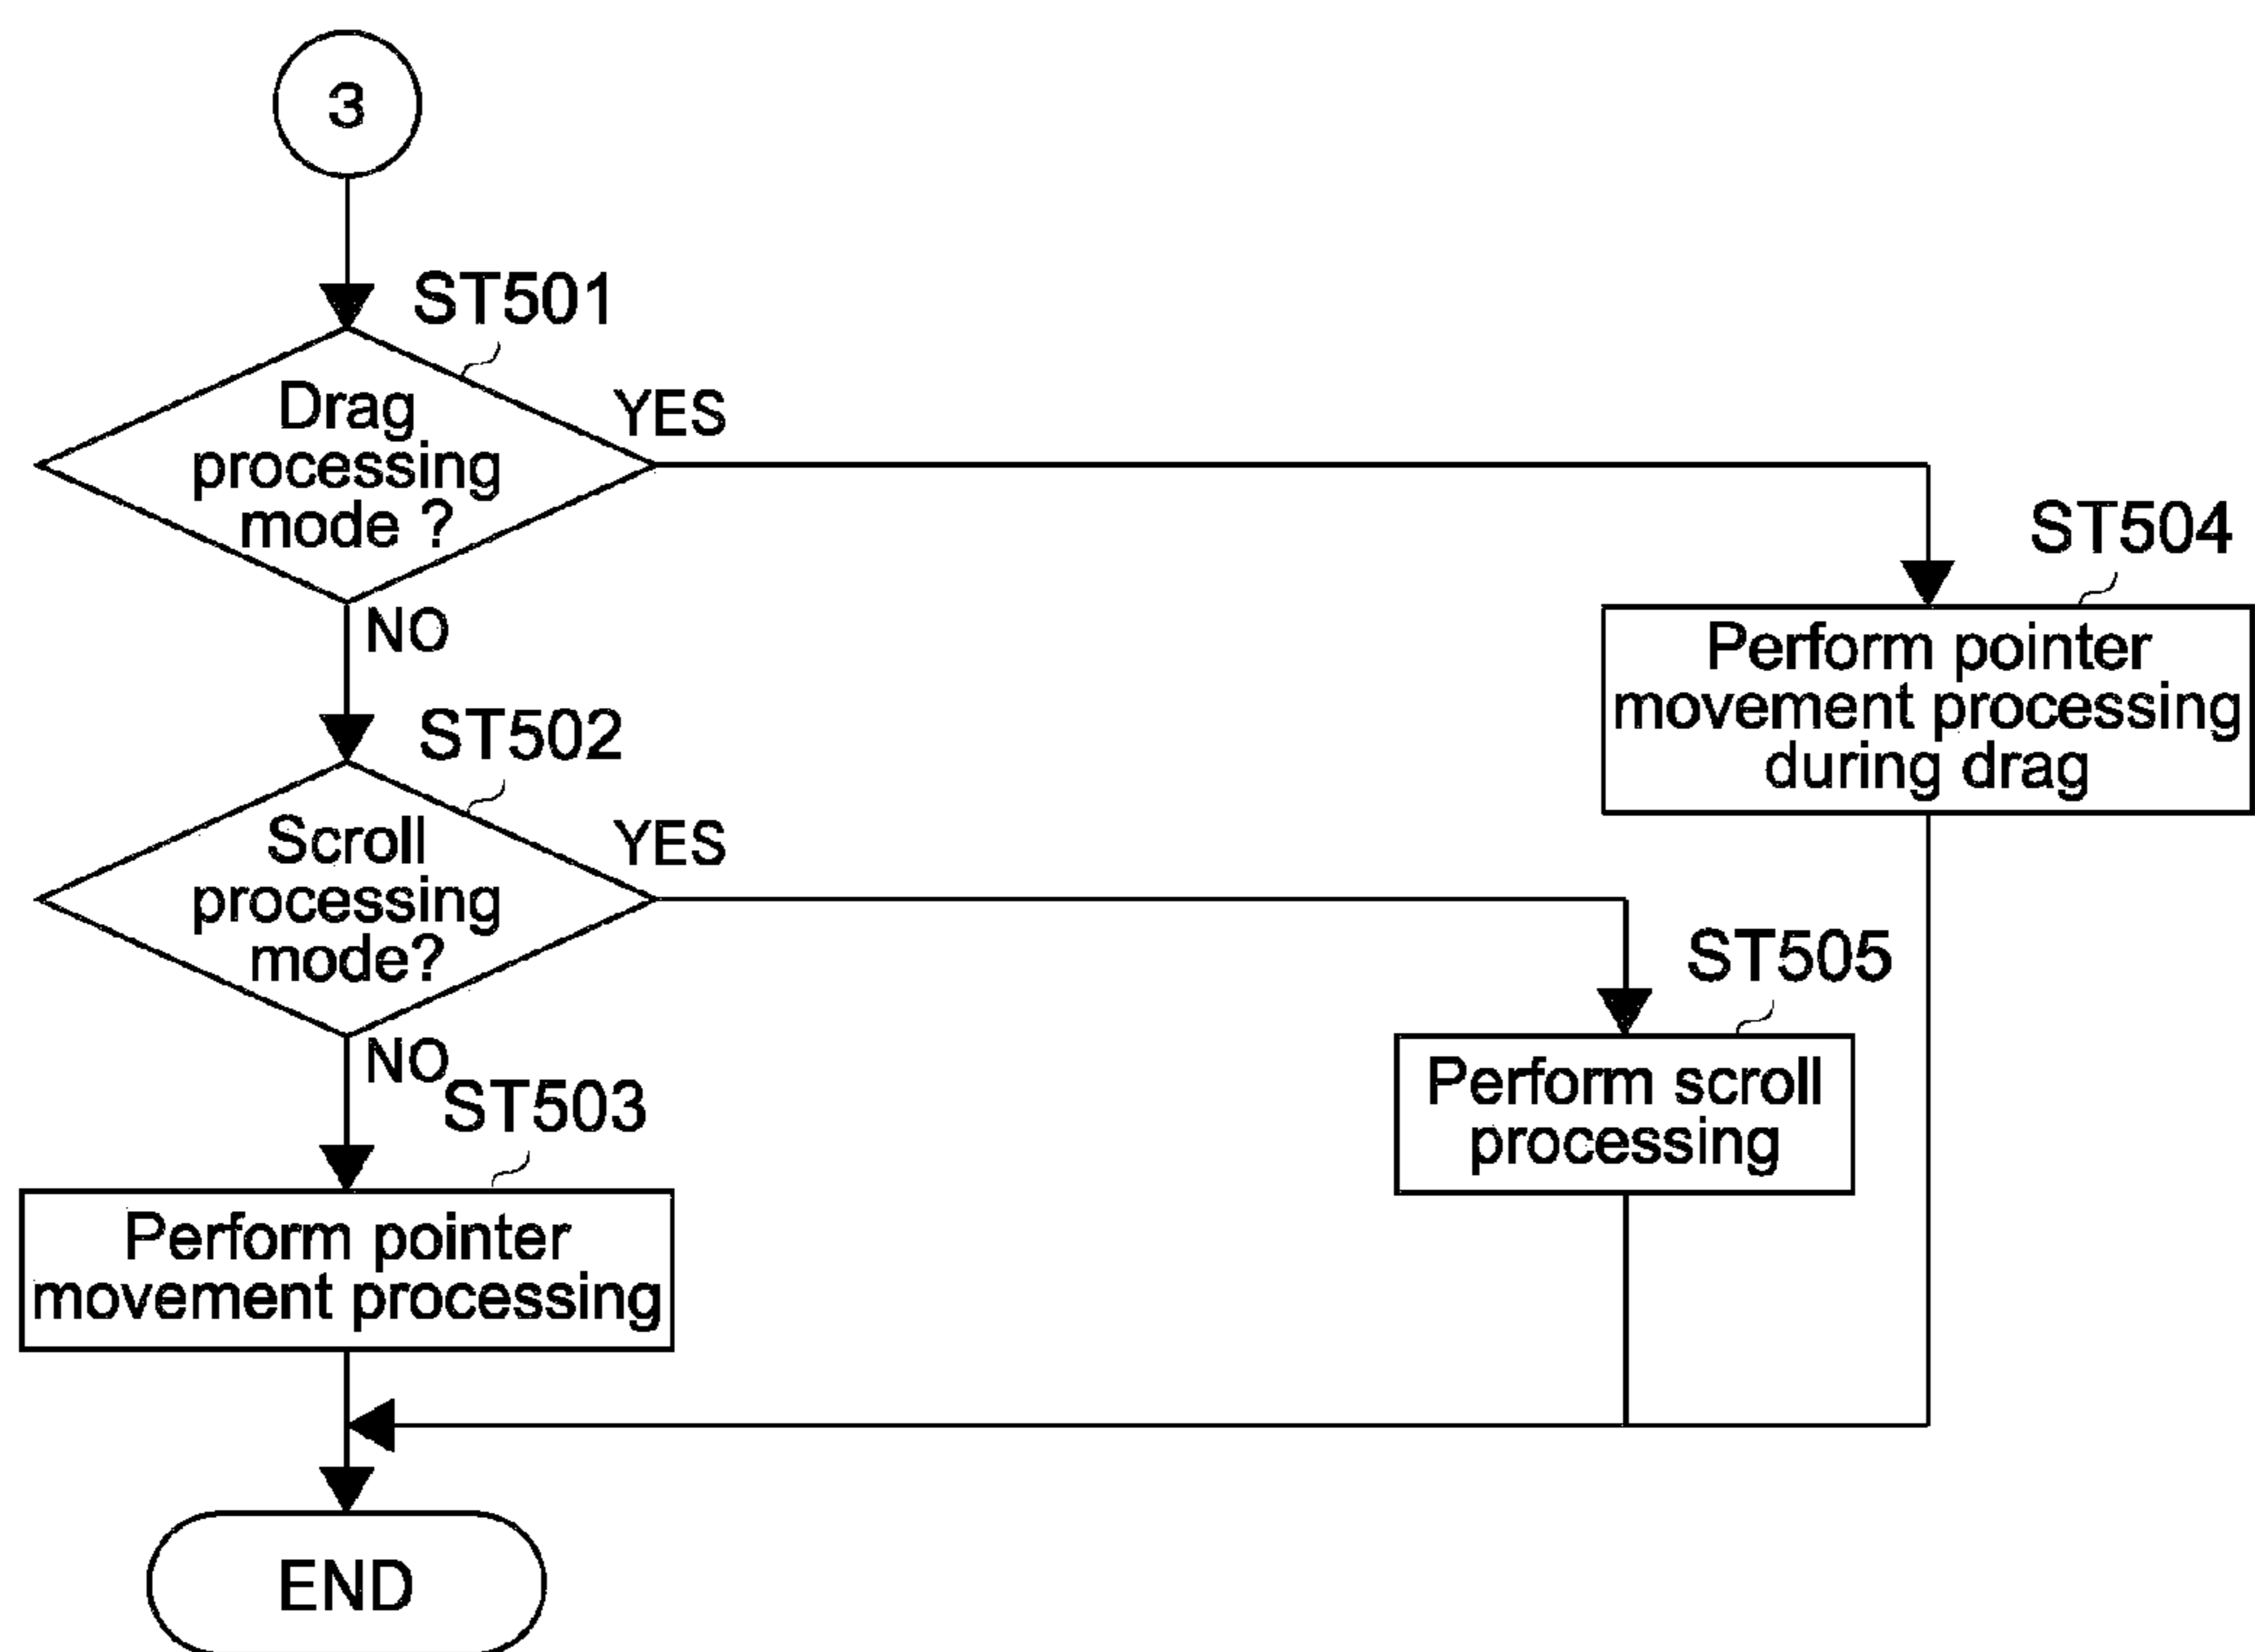 3
ST501
Drag
processing
mode ?
YES
NO
ST504
Perform pointer
movement processing
during drag
ST502
Scroll
processing
mode?
YES
NO
ST505
Perform scroll
processing
ST503
Perform pointer
movement processing
END